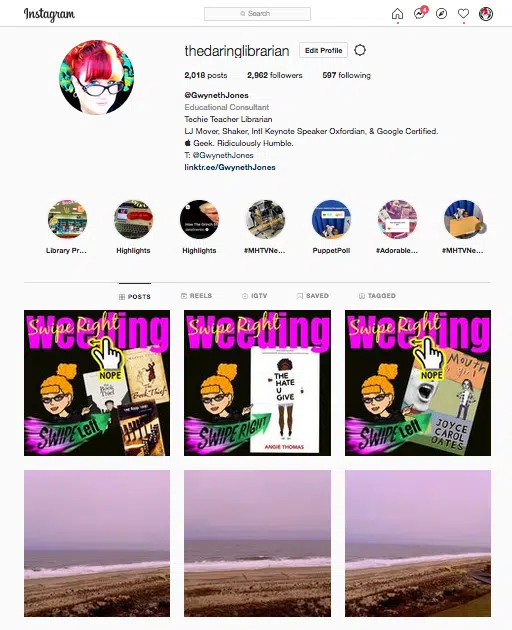 Instagram
Search
4
thedaringlibrarian Edit Profile
2,018 posts 2,962 followers 597 following
@GwynethJones
Educational Consultant
Techie Teacher Librarian
LJ Mover, Shaker, Intl Keynote Speaker Oxfordian, & Google Certified.
Geek. Ridiculously Humble.
T: @GwynethJones
linktr.ee/GwynethJones
Library Pr... Highlights Highlights #MHTVNe... PuppetPoll #Adorable... #MHTVNe...
POSTS REELS IGTV SAVED TAGGED
Weeding
Swipe Right
NOPE
The Book Thief
The Book Thief
SWIPE Left
Weeding
Swipe Right
THE HATE U GIVE
ANGIE THOMAS
SWIPE RIGHT
Weeding
Swipe Right
NOPE
Mouth
girl
JOYCE
CAROL
OATES
SWIPE Left